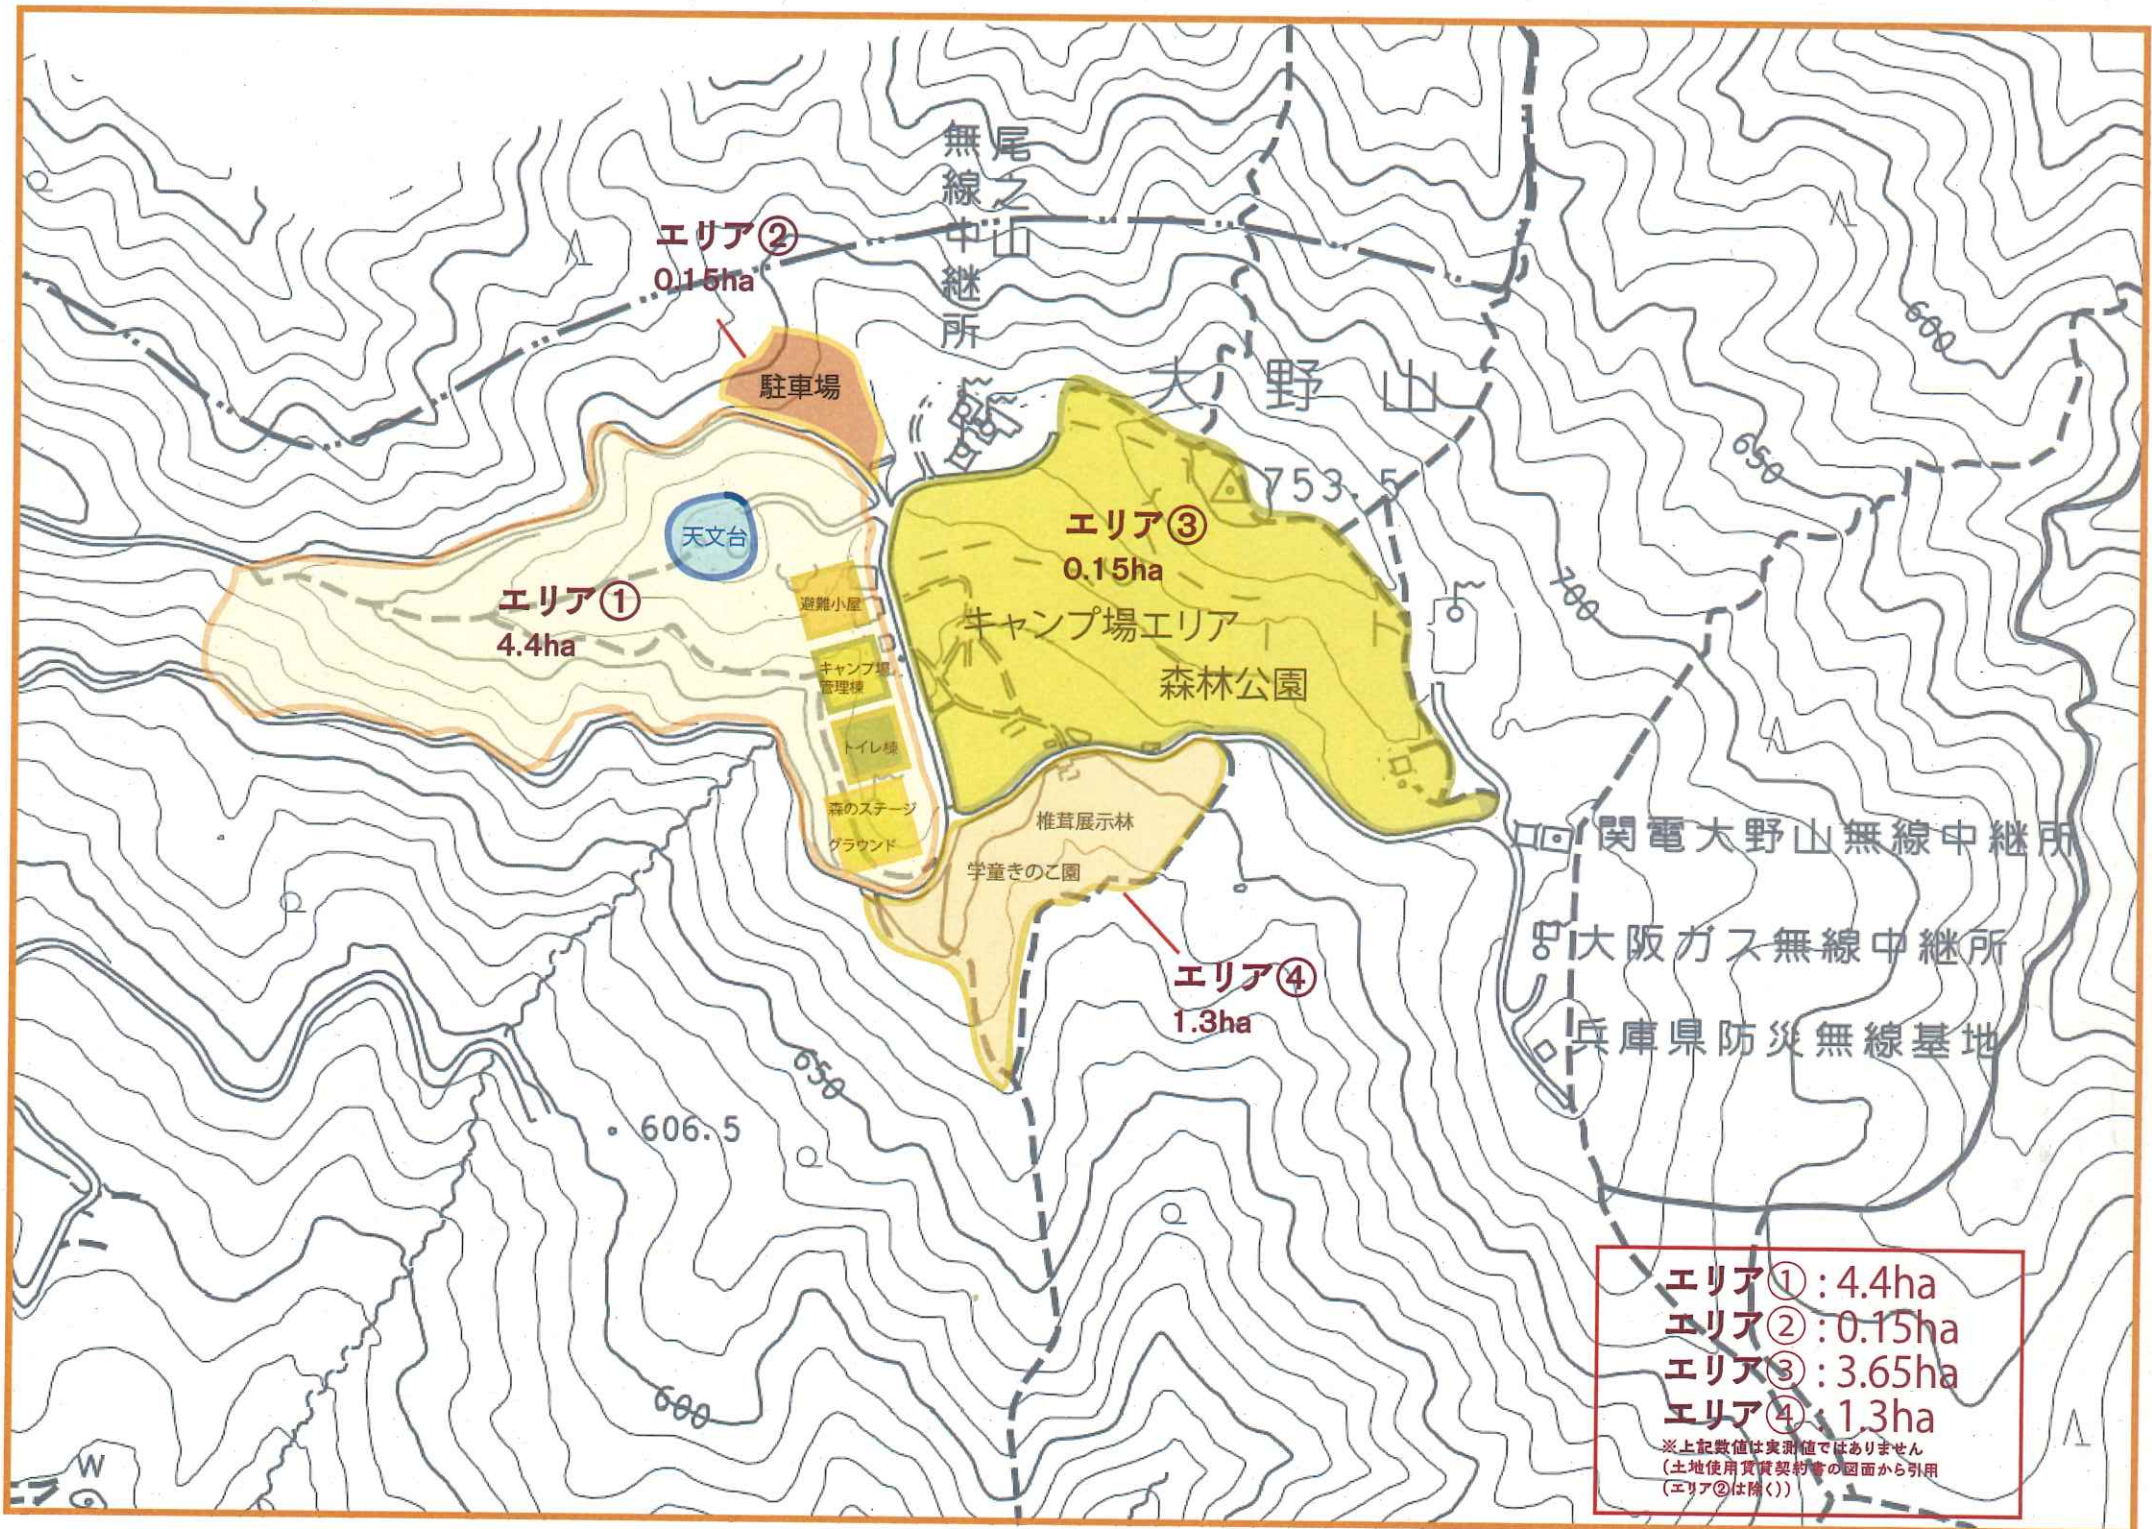 尾之山
無線中継所
エリア②
0.15ha
駐車場
大野山
753.5
600
650
700
天文台
エリア①
4.4ha
避難小屋
キャンプ場
管理棟
トイレ棟
森のステージ
グラウンド
エリア③
0.15ha
キャンプ場エリア
森林公園
椎茸展示林
学童きのこ園
エリア④
1.3ha
関電大野山無線中継所
大阪ガス無線中継所
兵庫県防災無線基地
650
606.5
600
W
エリア①:4.4ha
エリア②:0.15ha
エリア③:3.65ha
エリア④:1.3ha
※上記数値は実測値ではありません
(土地使用賃貸契約書の図面から引用
(エリア②は除く))